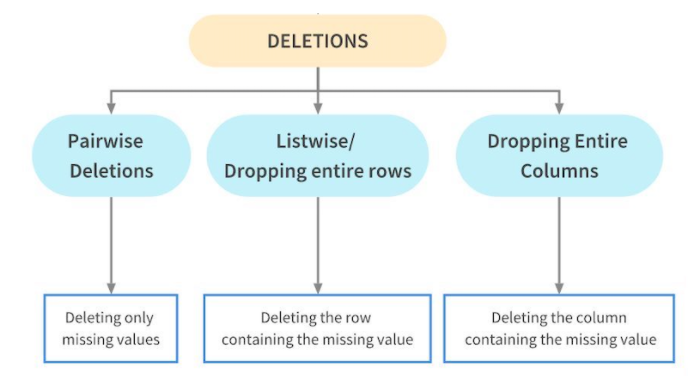 DELETIONS
Pairwise
Deletions
Listwise/
Dropping entire rows
Dropping Entire
Columns
Deleting only
missing values
Deleting the row
containing the missing value
Deleting the column
containing the missing value